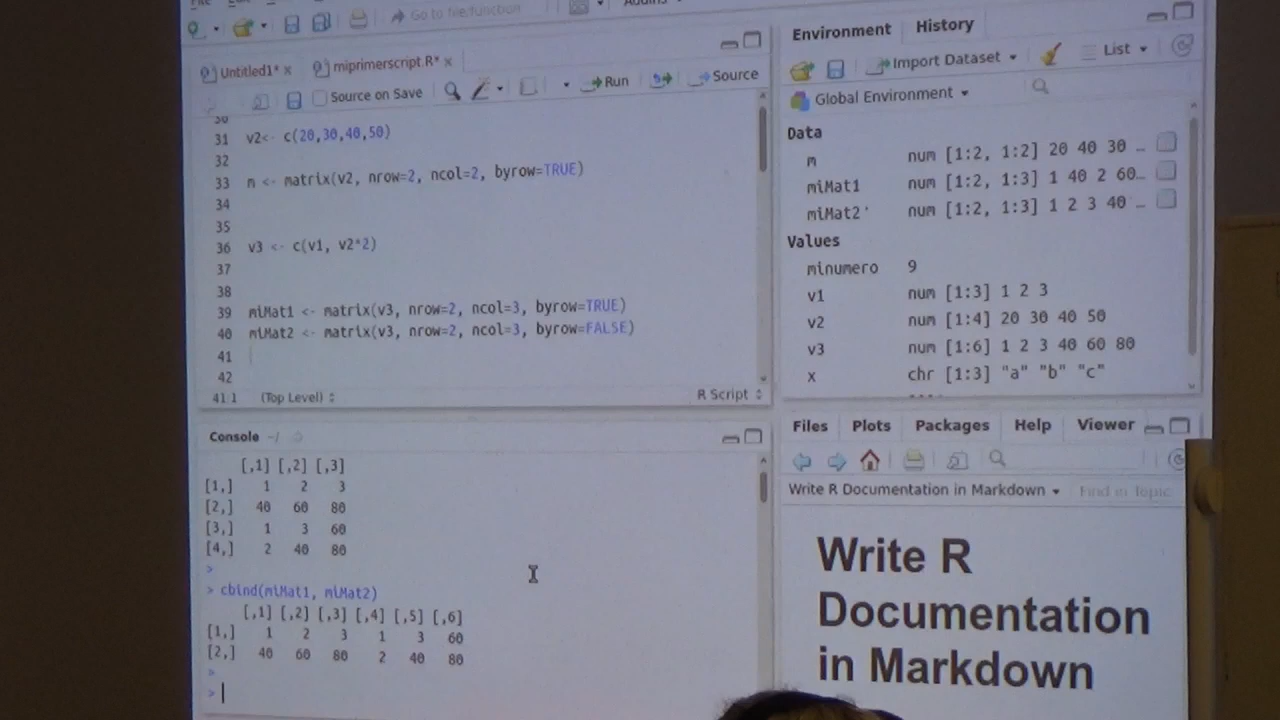 Go to file/function
Untitled1* x
miprimerscript.R* x
Source on Save
Run
Source
30
31 v2<- c(20,30,40,50)
32
33 m <- matrix(v2, nrow=2, ncol=2, byrow=TRUE)
34
35
36 v3 <- c(v1, v2*2)
37
38
39 miMat1 <- matrix(v3, nrow=2, ncol=3, byrow=TRUE)
40 miMat2 <- matrix(v3, nrow=2, ncol=3, byrow=FALSE)
41
42
41:1 (Top Level) R Script
Console ~/
[,1] [,2] [,3]
[1,] 1 2 3
[2,] 40 60 80
[3,] 1 3 60
[4,] 2 40 80
>
> cbind(miMat1, miMat2)
[,1] [,2] [,3] [,4] [,5] [,6]
[1,] 1 2 3 1 3 60
[2,] 40 60 80 2 40 80
>
>
Environment History
Import Dataset List
Global Environment
Data
m num [1:2, 1:2] 20 40 30 …
miMat1 num [1:2, 1:3] 1 40 2 60…
miMat2 num [1:2, 1:3] 1 2 3 40 …
Values
minumero 9
v1 num [1:3] 1 2 3
v2 num [1:4] 20 30 40 50
v3 num [1:6] 1 2 3 40 60 80
x chr [1:3] "a" "b" "c"
Files Plots Packages Help Viewer
Write R Documentation in Markdown Find in Topic
Write R
Documentation
in Markdown